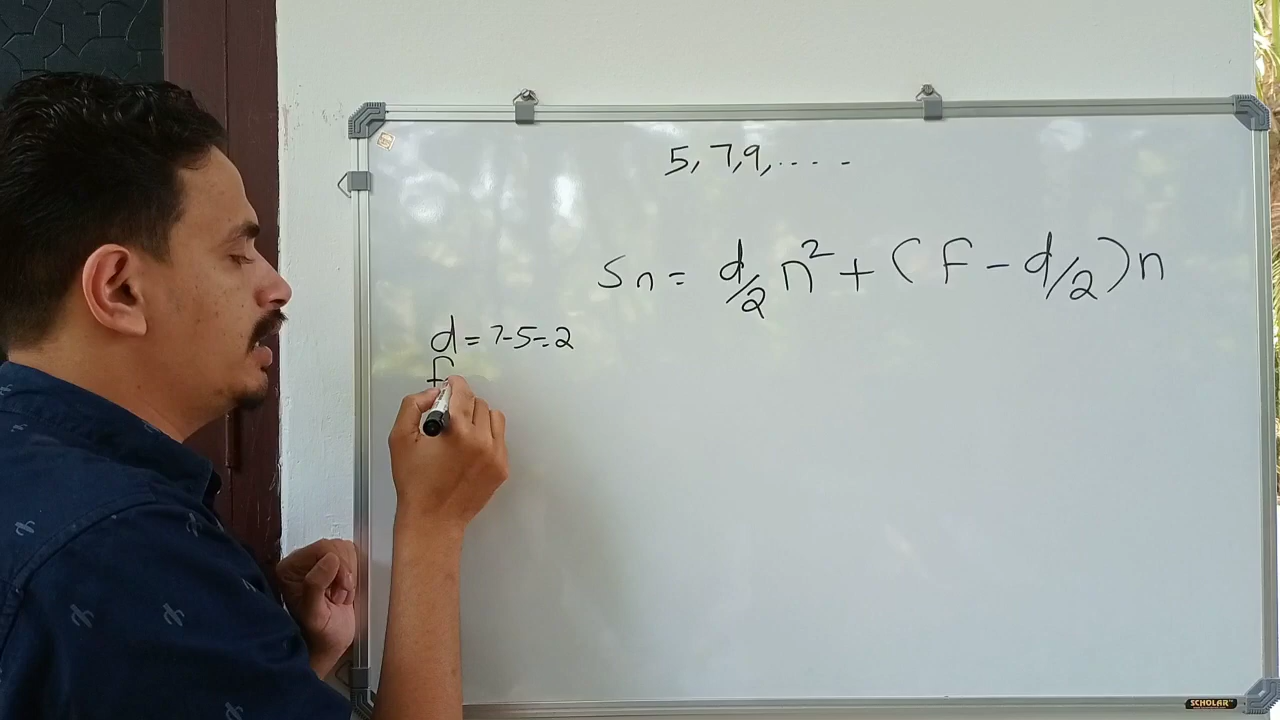 5, 7, 9, .....
Sn = d/2 n² + (f - d/2) n
d = 7-5=2
f
SCHOLAR